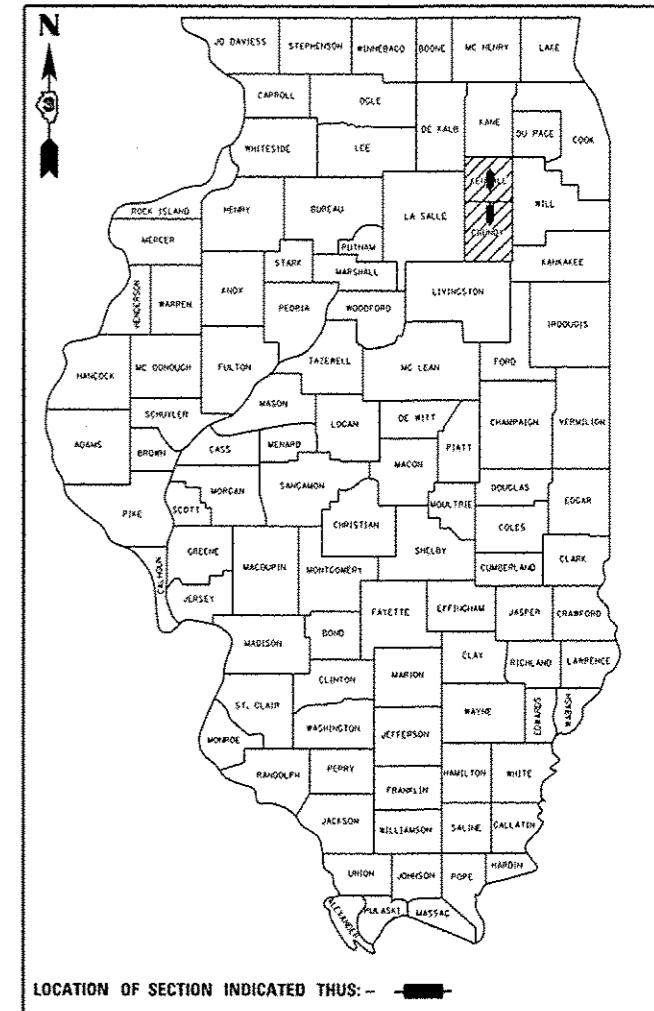 N
JO DAVIESS STEPHENSON WINNEBAGO BOONE MC HENRY LAKE
CARROLL OGLE DE KALB KANE DU PAGE COOK
WHITESIDE LEE
KENDALL WILL
ROCK ISLAND HENRY BUREAU LA SALLE GRUNDY
MERCER PUTNAM KANKAKEE
STARK MARSHALL
HENDERSON WARREN KNOX PEORIA WOODFORD LIVINGSTON IROQUOIS
HANCOCK MC DONOUGH FULTON TAZEWELL MC LEAN FORD
SCHUYLER MASON LOGAN DE WITT CHAMPAIGN VERMILION
ADAMS BROWN CASS MENARD PIATT
MACON
PIKE SCOTT MORGAN SANGAMON CHRISTIAN MOULTRIE DOUGLAS EDGAR
COLES
CALHOUN GREENE MACOUPIN MONTGOMERY SHELBY CUMBERLAND CLARK
JERSEY FAYETTE EFFINGHAM JASPER CRAWFORD
MADISON BOND
CLAY RICHLAND LAWRENCE
CLINTON MARION
ST. CLAIR WAYNE EDWARDS WABASH
WASHINGTON JEFFERSON
MONROE
RANDOLPH PERRY HAMILTON WHITE
FRANKLIN
JACKSON WILLIAMSON SALINE GALLATIN
UNION JOHNSON POPE HARDIN
ALEXANDER PULASKI MASSAC
LOCATION OF SECTION INDICATED THUS: -